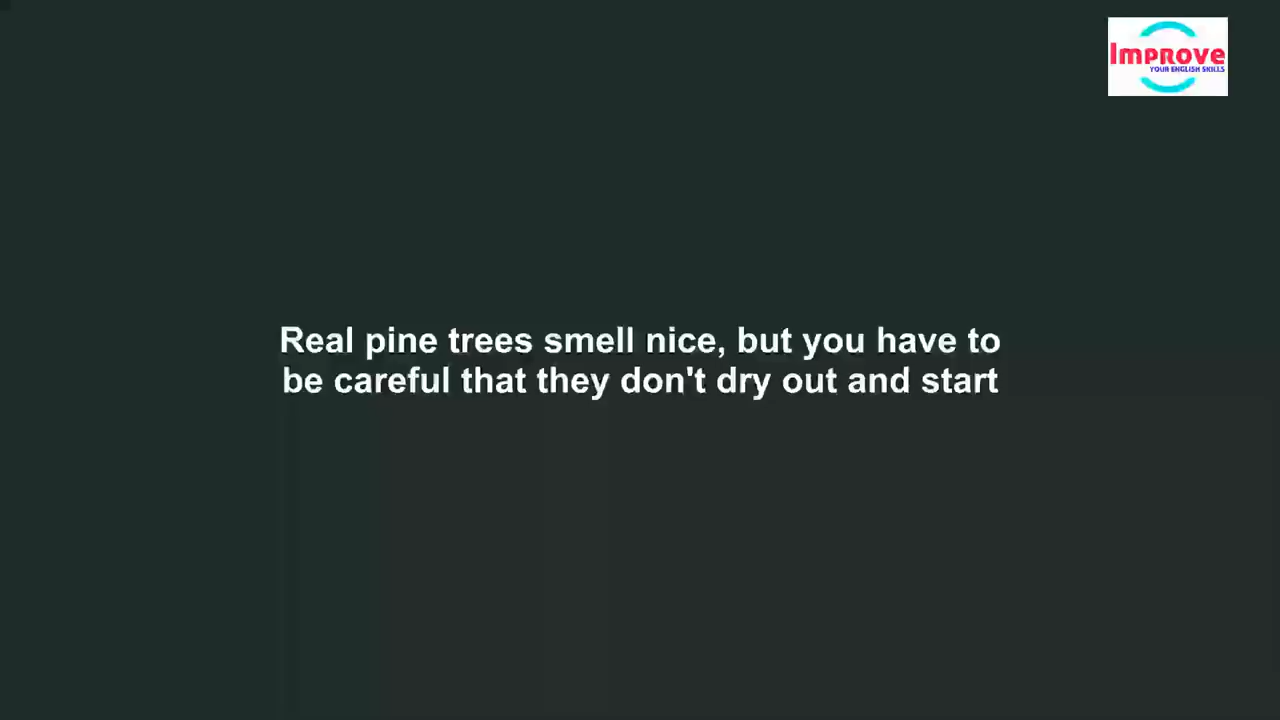 Improve
YOUR ENGLISH SKILLS
Real pine trees smell nice, but you have to
be careful that they don't dry out and start